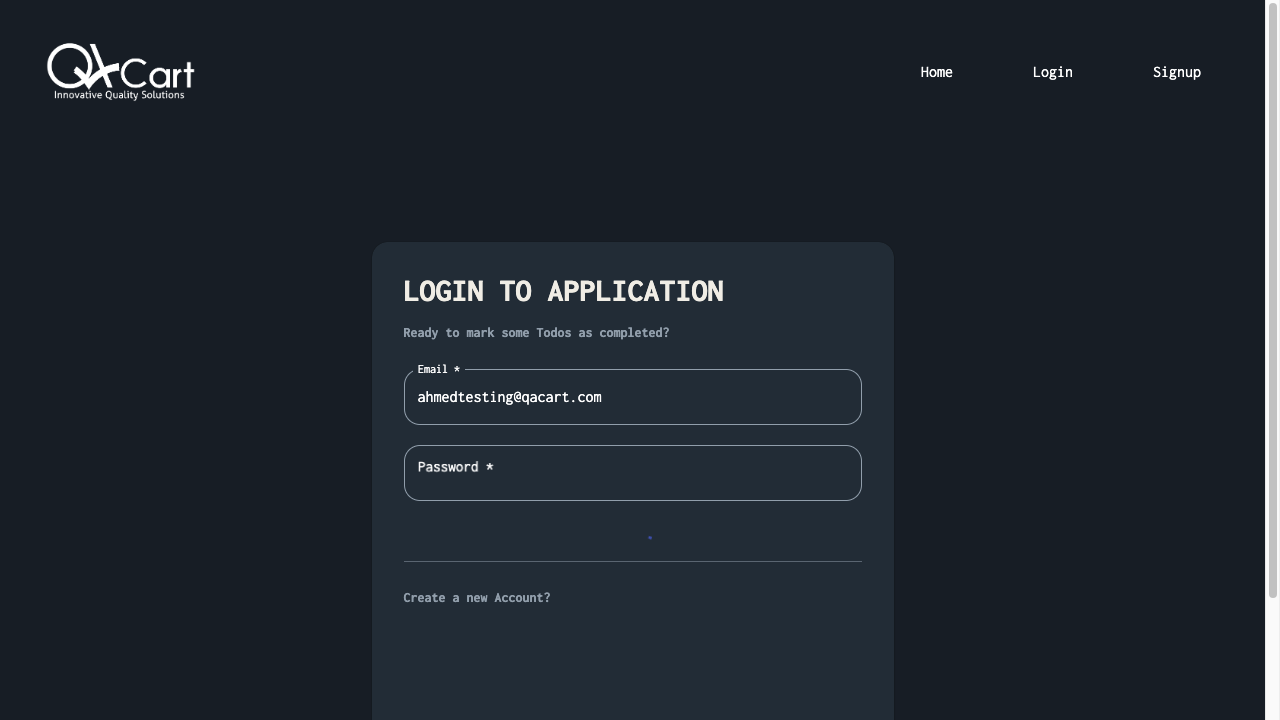 QACart
Innovative Quality Solutions
Home
Login
Signup
LOGIN TO APPLICATION
Ready to mark some Todos as completed?
Email *
ahmedtesting@qacart.com
Password *
Create a new Account?